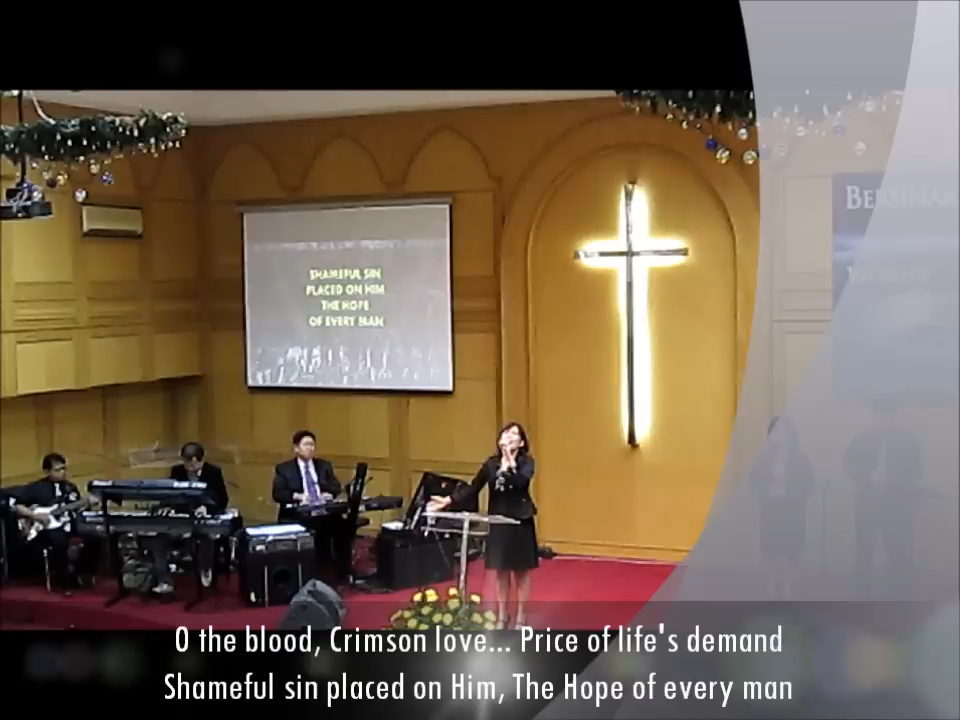 SHAMEFUL SIN
PLACED ON HIM
THE HOPE
OF EVERY MAN
O the blood, Crimson love... Price of life's demand
Shameful sin placed on Him, The Hope of every man